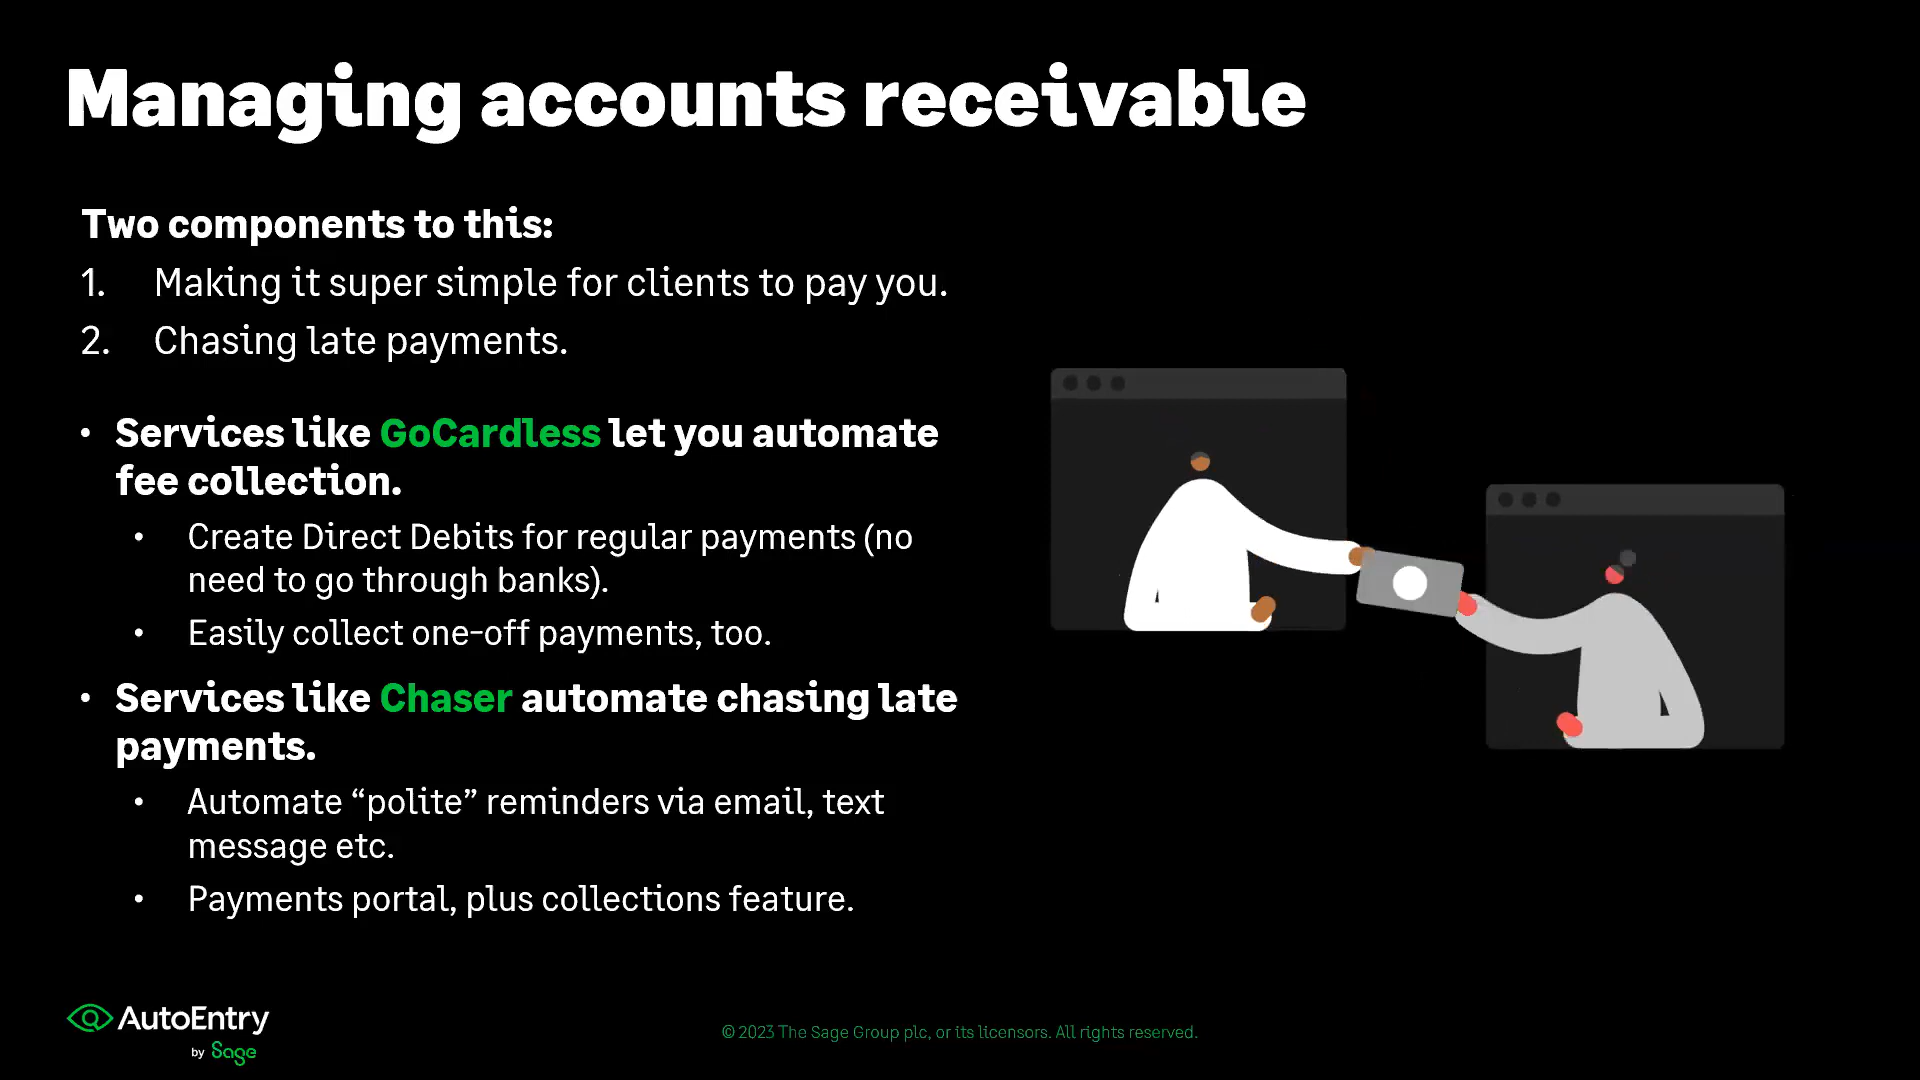 Managing accounts receivable
Two components to this:
1. Making it super simple for clients to pay you.
2. Chasing late payments.
• Services like GoCardless let you automate
fee collection.
• Create Direct Debits for regular payments (no
need to go through banks).
• Easily collect one-off payments, too.
• Services like Chaser automate chasing late
payments.
• Automate “polite” reminders via email, text
message etc.
• Payments portal, plus collections feature.
AutoEntry
by Sage
© 2023 The Sage Group plc, or its licensors. All rights reserved.